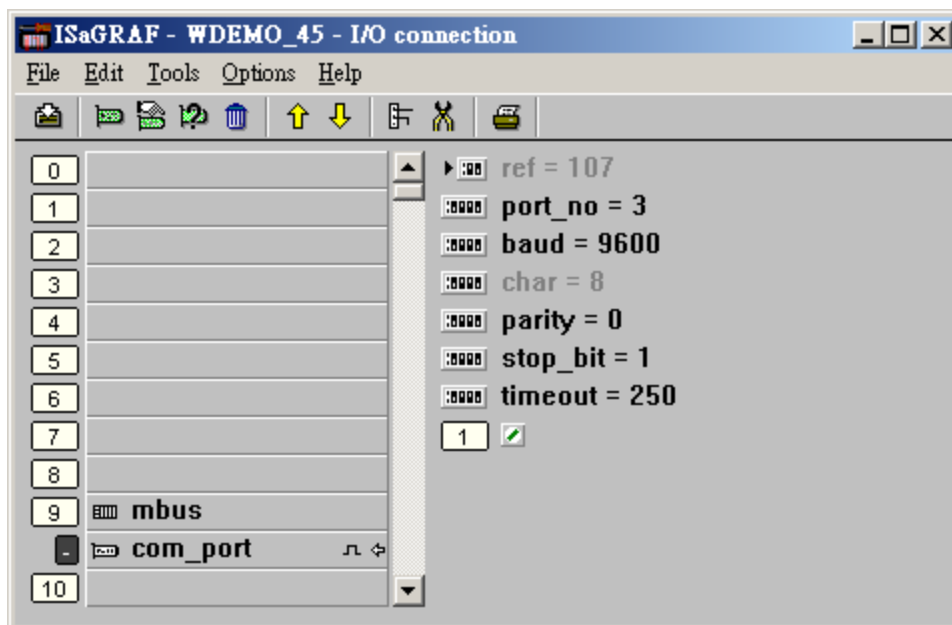 ISaGRAF - WDEMO_45 - I/O connection
File Edit Tools Options Help
0
1
2
3
4
5
6
7
8
9 mbus
- com_port
10
ref = 107
port_no = 3
baud = 9600
char = 8
parity = 0
stop_bit = 1
timeout = 250
1